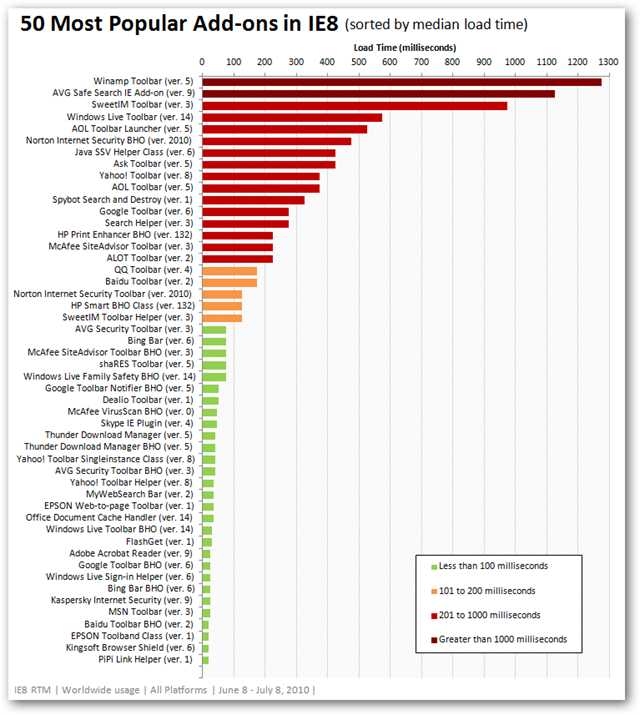 50 Most Popular Add-ons in IE8 (sorted by median load time)
Load Time (milliseconds)
0 100 200 300 400 500 600 700 800 900 1000 1100 1200 1300
Winamp Toolbar (ver. 5)
AVG Safe Search IE Add-on (ver. 9)
SweetIM Toolbar (ver. 3)
Windows Live Toolbar (ver. 14)
AOL Toolbar Launcher (ver. 5)
Norton Internet Security BHO (ver. 2010)
Java SSV Helper Class (ver. 6)
Ask Toolbar (ver. 5)
Yahoo! Toolbar (ver. 8)
AOL Toolbar (ver. 5)
Spybot Search and Destroy (ver. 1)
Google Toolbar (ver. 6)
Search Helper (ver. 3)
HP Print Enhancer BHO (ver. 132)
McAfee SiteAdvisor Toolbar (ver. 3)
ALOT Toolbar (ver. 2)
QQ Toolbar (ver. 4)
Baidu Toolbar (ver. 2)
Norton Internet Security Toolbar (ver. 2010)
HP Smart BHO Class (ver. 132)
SweetIM Toolbar Helper (ver. 3)
AVG Security Toolbar (ver. 3)
Bing Bar (ver. 6)
McAfee SiteAdvisor Toolbar BHO (ver. 3)
shaRES Toolbar (ver. 5)
Windows Live Family Safety BHO (ver. 14)
Google Toolbar Notifier BHO (ver. 5)
Dealio Toolbar (ver. 1)
McAfee VirusScan BHO (ver. 0)
Skype IE Plugin (ver. 4)
Thunder Download Manager (ver. 5)
Thunder Download Manager BHO (ver. 5)
Yahoo! Toolbar Singleinstance Class (ver. 8)
AVG Security Toolbar BHO (ver. 3)
Yahoo! Toolbar Helper (ver. 8)
MyWebSearch Bar (ver. 2)
EPSON Web-to-page Toolbar (ver. 1)
Office Document Cache Handler (ver. 14)
Windows Live Toolbar BHO (ver. 14)
FlashGet (ver. 1)
Adobe Acrobat Reader (ver. 9)
Google Toolbar BHO (ver. 6)
Windows Live Sign-in Helper (ver. 6)
Bing Bar BHO (ver. 6)
Kaspersky Internet Security (ver. 9)
MSN Toolbar (ver. 3)
Baidu Toolbar BHO (ver. 2)
EPSON Toolband Class (ver. 1)
Kingsoft Browser Shield (ver. 6)
PiPi Link Helper (ver. 1)
Less than 100 milliseconds
101 to 200 milliseconds
201 to 1000 milliseconds
Greater than 1000 milliseconds
IE8 RTM | Worldwide usage | All Platforms | June 8 - July 8, 2010 |